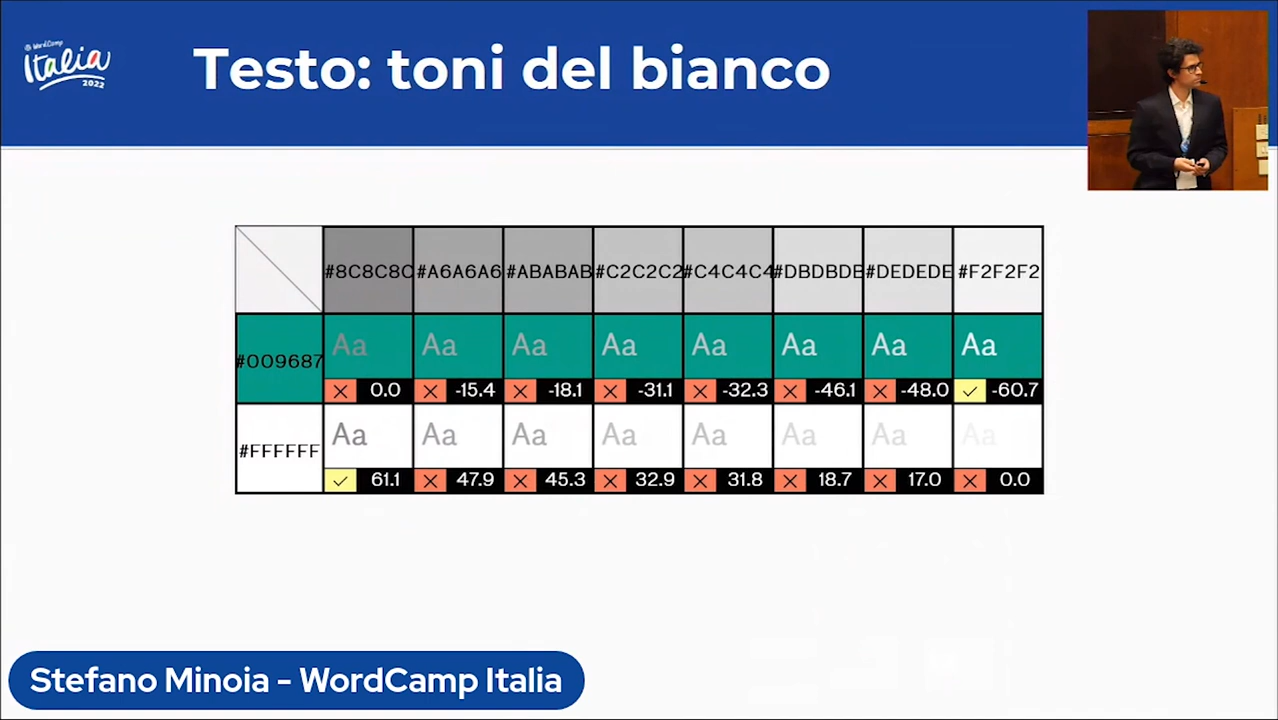 WordCamp
Italia
2022
Testo: toni del bianco
#8C8C8C #A6A6A6 #ABABAB #C2C2C2 #C4C4C4 #DBDBDB #DEDEDE #F2F2F2
#009687 Aa Aa Aa Aa Aa Aa Aa Aa
0.0 -15.4 -18.1 -31.1 -32.3 -46.1 -48.0 -60.7
#FFFFFF Aa Aa Aa Aa Aa Aa Aa Aa
61.1 47.9 45.3 32.9 31.8 18.7 17.0 0.0
Stefano Minoia - WordCamp Italia